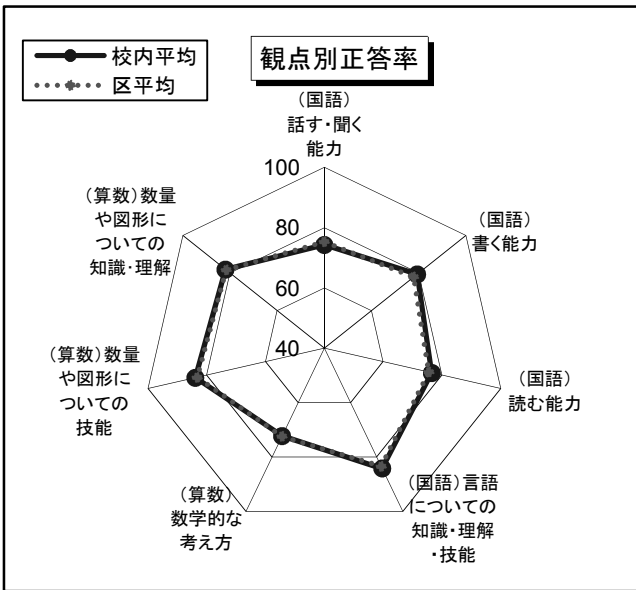 校内平均
区平均
観点別正答率
(国語)
話す・聞く
能力
(国語)
書く能力
(国語)
読む能力
(国語)言語
についての
知識・理解
・技能
(算数)
数学的な
考え方
(算数)数量
や図形に
ついての
技能
(算数)数量
や図形に
ついての
知識・理解
100
80
60
40